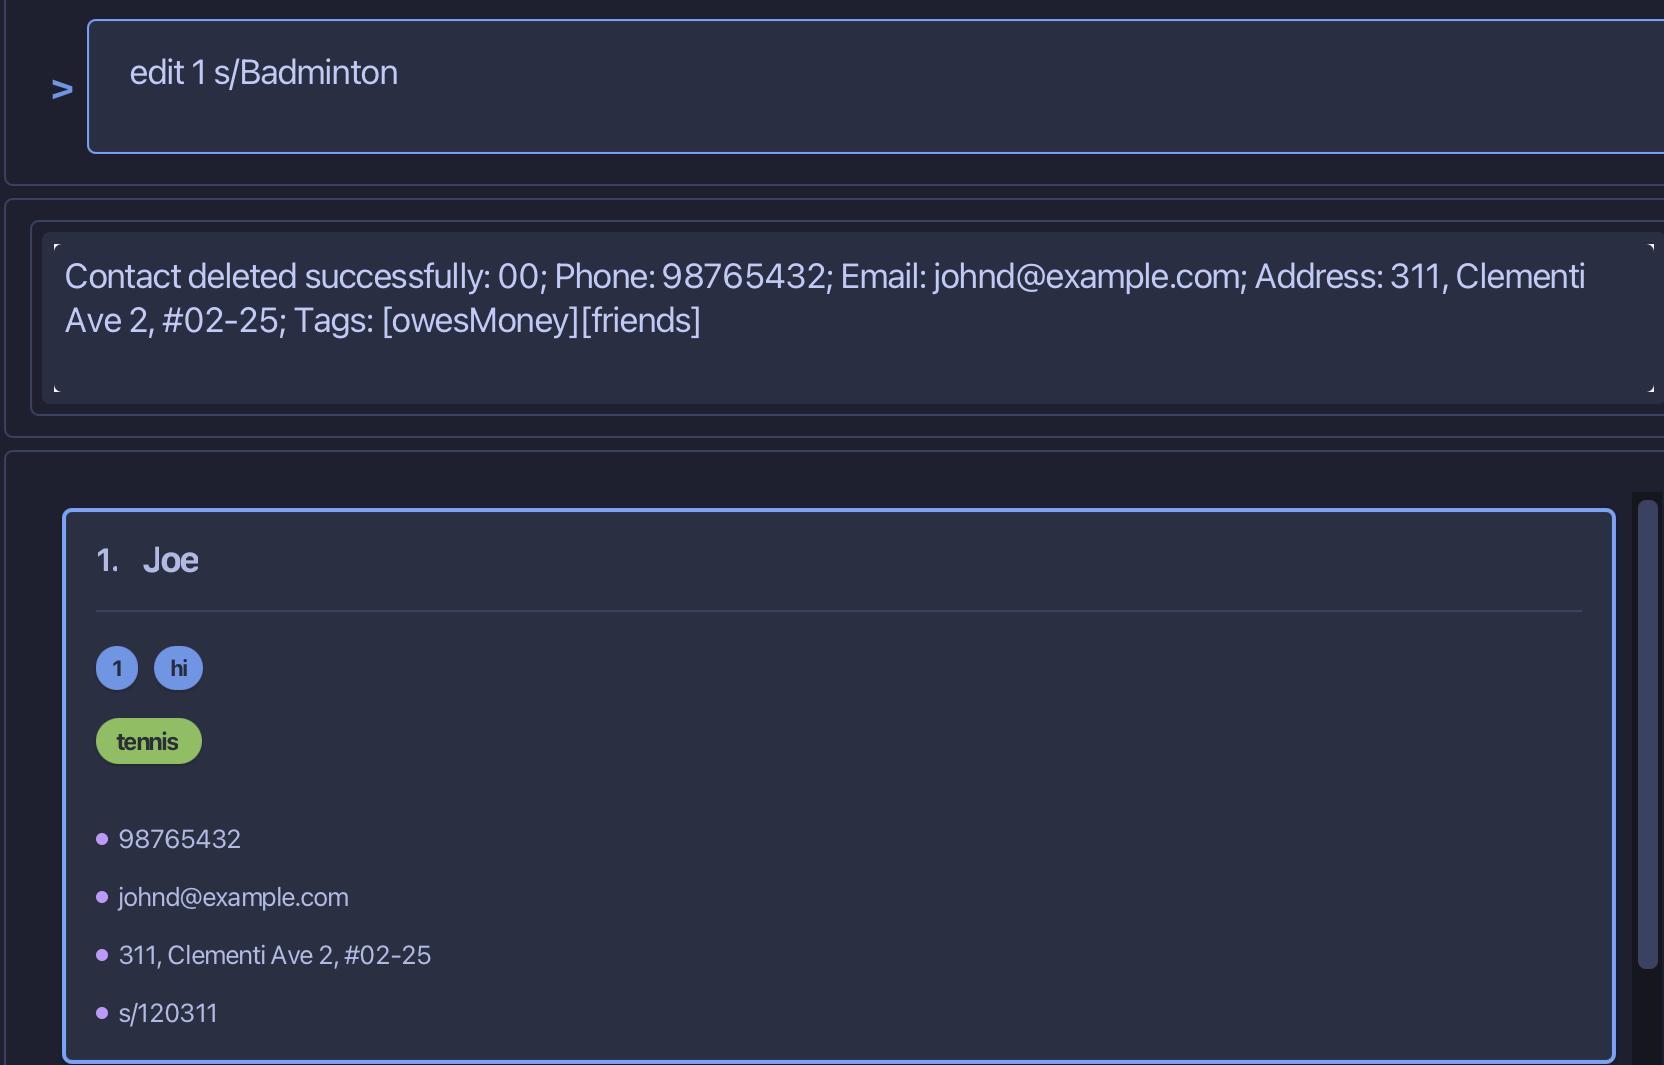 >
edit 1 s/Badminton
Contact deleted successfully: 00; Phone: 98765432; Email: johnd@example.com; Address: 311, Clementi
Ave 2, #02-25; Tags: [owesMoney][friends]
1. Joe
1 hi
tennis
98765432
johnd@example.com
311, Clementi Ave 2, #02-25
s/120311